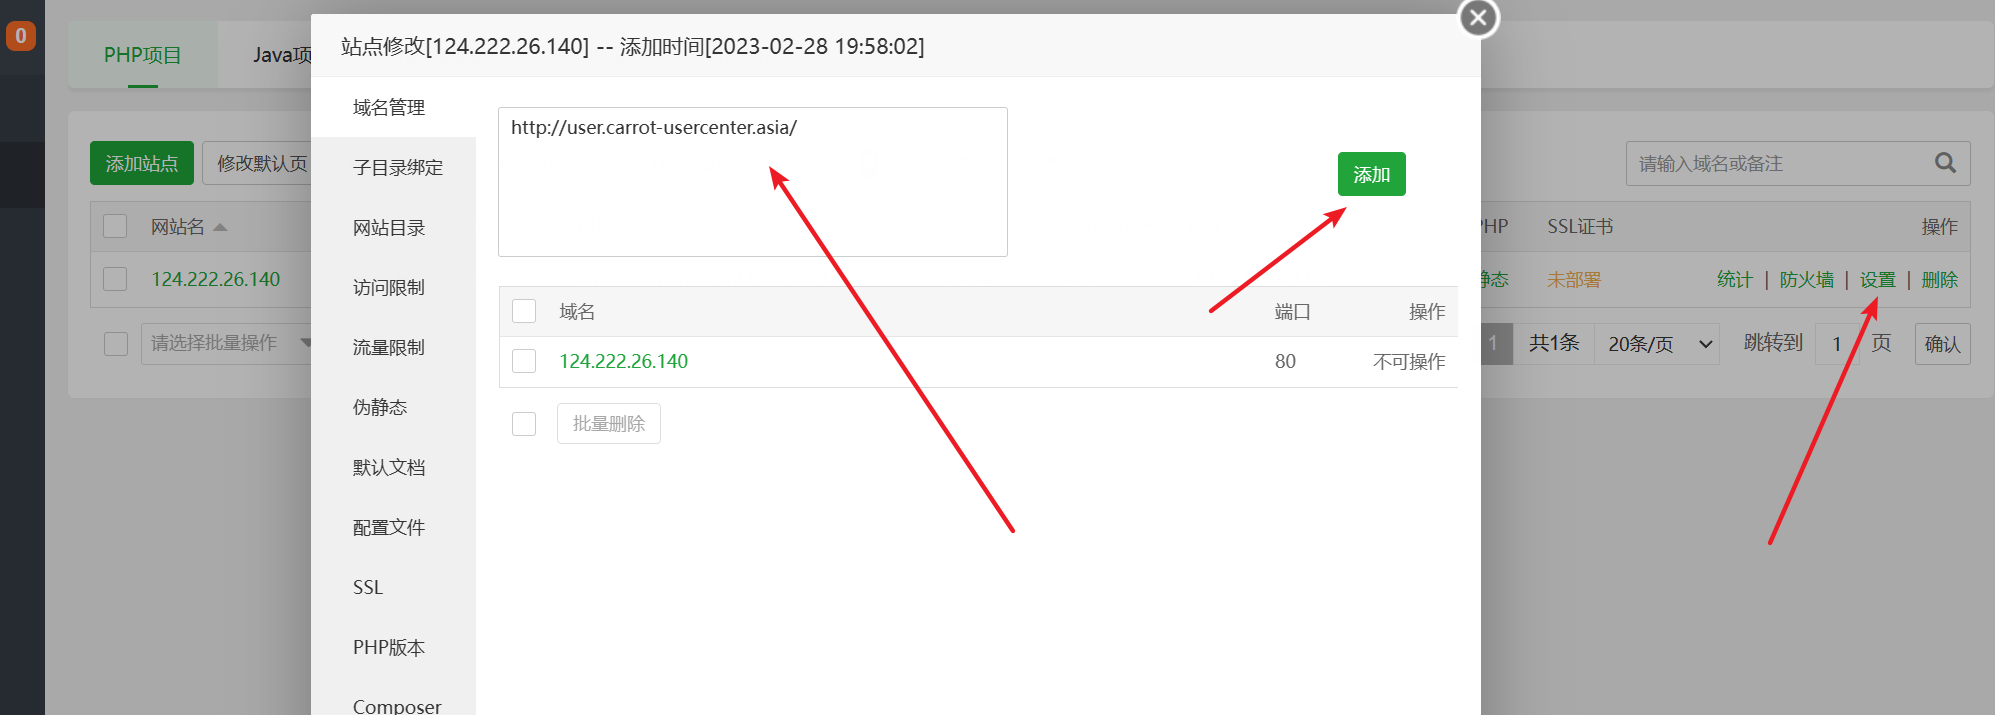 0
PHP项目
Java项
站点修改[124.222.26.140] -- 添加时间[2023-02-28 19:58:02]
添加站点
修改默认页
网站名
124.222.26.140
请选择批量操作
域名管理
子目录绑定
网站目录
访问限制
流量限制
伪静态
默认文档
配置文件
SSL
PHP版本
Composer
http://user.carrot-usercenter.asia/
添加
域名 端口 操作
124.222.26.140 80 不可操作
批量删除
请输入域名或备注
PHP SSL证书 操作
静态 未部署 统计 | 防火墙 | 设置 | 删除
1 共1条 20条/页 跳转到 1 页 确认